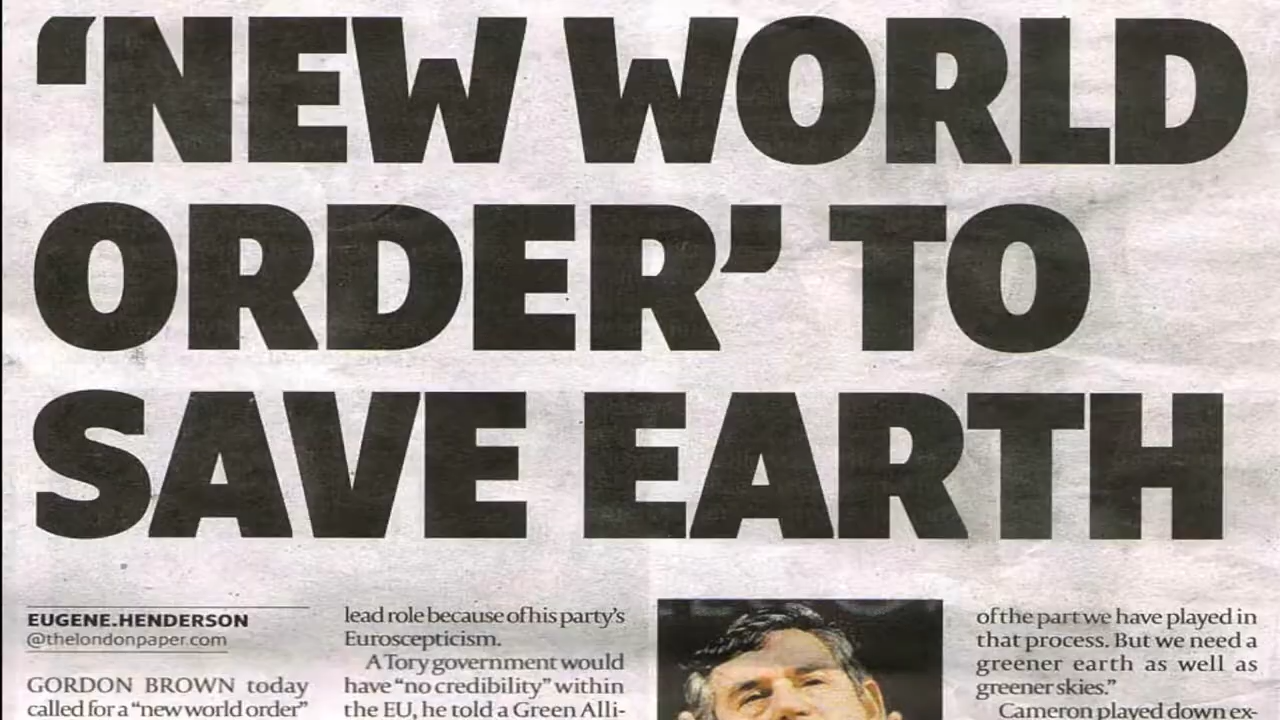 ‘NEW WORLD
ORDER’ TO
SAVE EARTH
EUGENE.HENDERSON
@thelondonpaper.com
GORDON BROWN today
called for a “new world order”
lead role because of his party’s
Euroscepticism.
A Tory government would
have “no credibility” within
the EU, he told a Green Alli-
of the part we have played in
that process. But we need a
greener earth as well as
greener skies.”
Cameron played down ex-